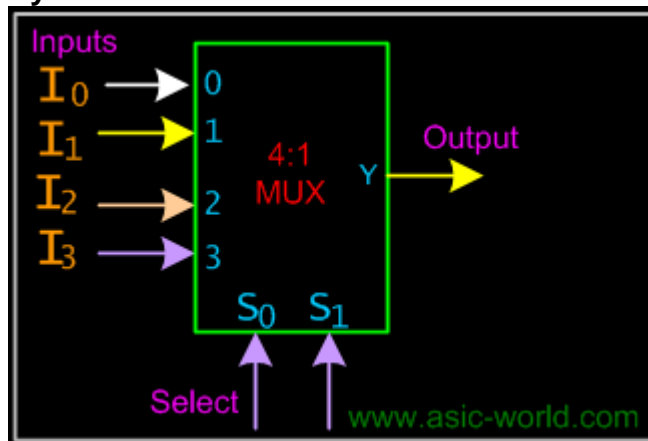 Inputs
I0
0
I1
1
4:1
MUX
Y
Output
I2
2
I3
3
S0 S1
Select
www.asic-world.com